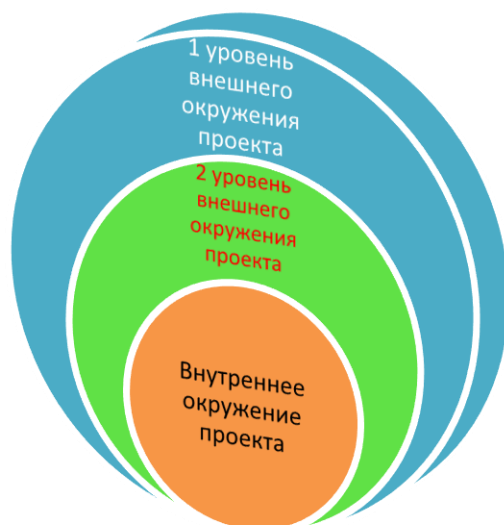 1 уровень
внешнего
окружения
проекта
2 уровень
внешнего
окружения
проекта
Внутреннее
окружение
проекта